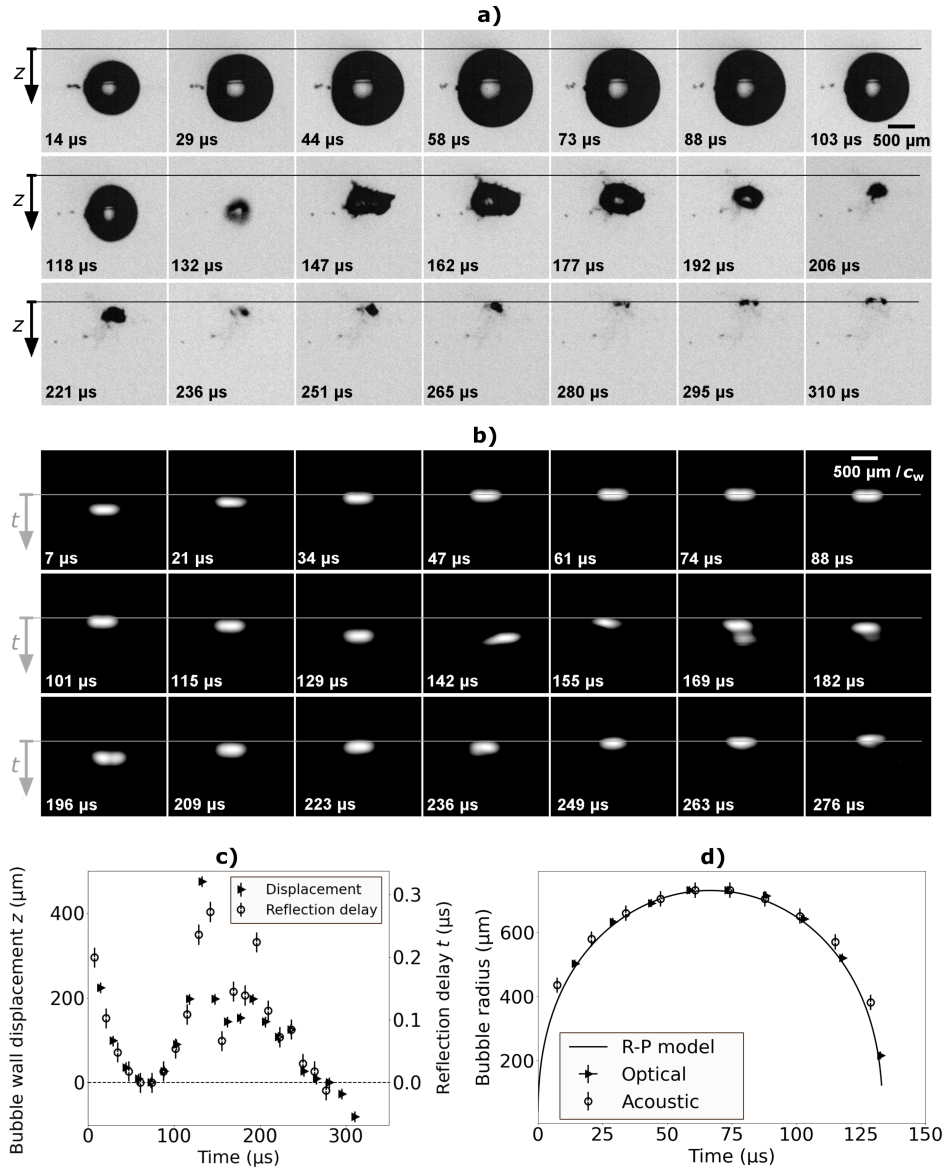 a)
z
14 µs 29 µs 44 µs 58 µs 73 µs 88 µs 103 µs 500 µm
z
118 µs 132 µs 147 µs 162 µs 177 µs 192 µs 206 µs
z
221 µs 236 µs 251 µs 265 µs 280 µs 295 µs 310 µs
b)
500 µm / cw
t
7 µs 21 µs 34 µs 47 µs 61 µs 74 µs 88 µs
t
101 µs 115 µs 129 µs 142 µs 155 µs 169 µs 182 µs
t
196 µs 209 µs 223 µs 236 µs 249 µs 263 µs 276 µs
c)
Bubble wall displacement z (µm)
400
200
0
0 100 200 300
Time (µs)
Displacement
Reflection delay
0.3
0.2
0.1
0.0
Reflection delay t (µs)
d)
Bubble radius (µm)
600
400
200
R-P model
Optical
Acoustic
0 25 50 75 100 125 150
Time (µs)